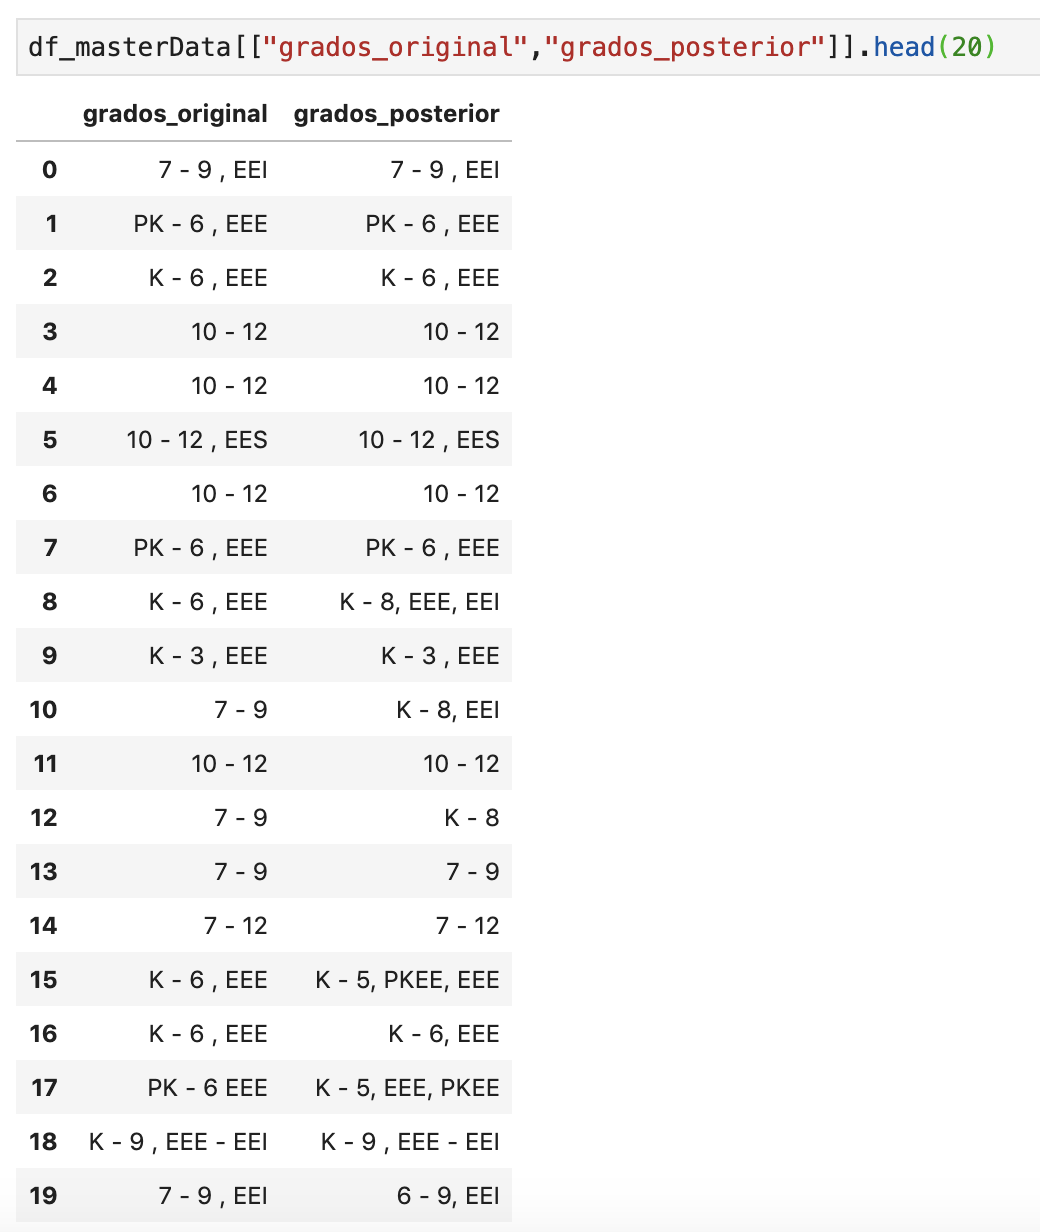 df_masterData[["grados_original","grados_posterior"]].head(20)
grados_original grados_posterior
0 7 - 9 , EEI 7 - 9 , EEI
1 PK - 6 , EEE PK - 6 , EEE
2 K - 6 , EEE K - 6 , EEE
3 10 - 12 10 - 12
4 10 - 12 10 - 12
5 10 - 12 , EES 10 - 12 , EES
6 10 - 12 10 - 12
7 PK - 6 , EEE PK - 6 , EEE
8 K - 6 , EEE K - 8, EEE, EEI
9 K - 3 , EEE K - 3 , EEE
10 7 - 9 K - 8, EEI
11 10 - 12 10 - 12
12 7 - 9 K - 8
13 7 - 9 7 - 9
14 7 - 12 7 - 12
15 K - 6 , EEE K - 5, PKEE, EEE
16 K - 6 , EEE K - 6, EEE
17 PK - 6 EEE K - 5, EEE, PKEE
18 K - 9 , EEE - EEI K - 9 , EEE - EEI
19 7 - 9 , EEI 6 - 9, EEI